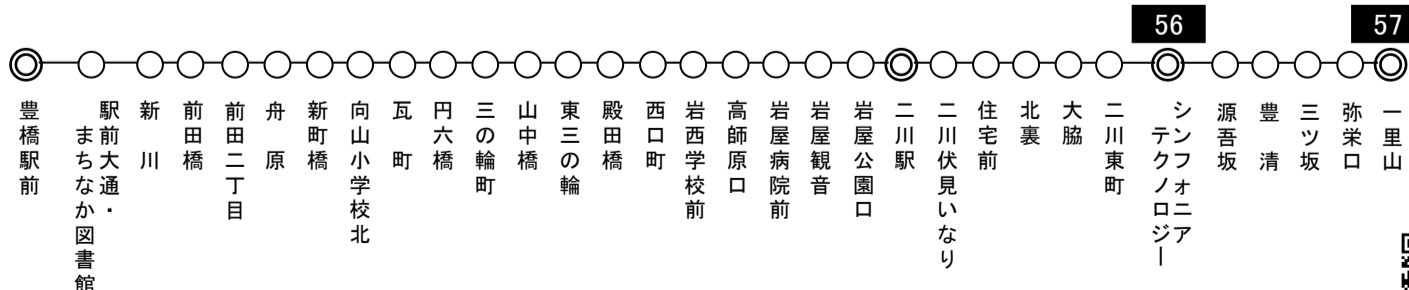 56
57
豊橋駅前
駅前大通・
まちなか図書館
新川
前田橋
前田二丁目
舟原
新町橋
向山小学校北
瓦町
円六橋
三の輪町
山中橋
東三の輪
殿田橋
西口町
岩西学校前
高師原口
岩屋病院前
岩屋観音
岩屋公園口
二川駅
二川伏見いなり
住宅前
北裏
大脇
二川東町
シンフォニア
テクノロジー
源吾坂
豊清
三ツ坂
弥栄口
一里山